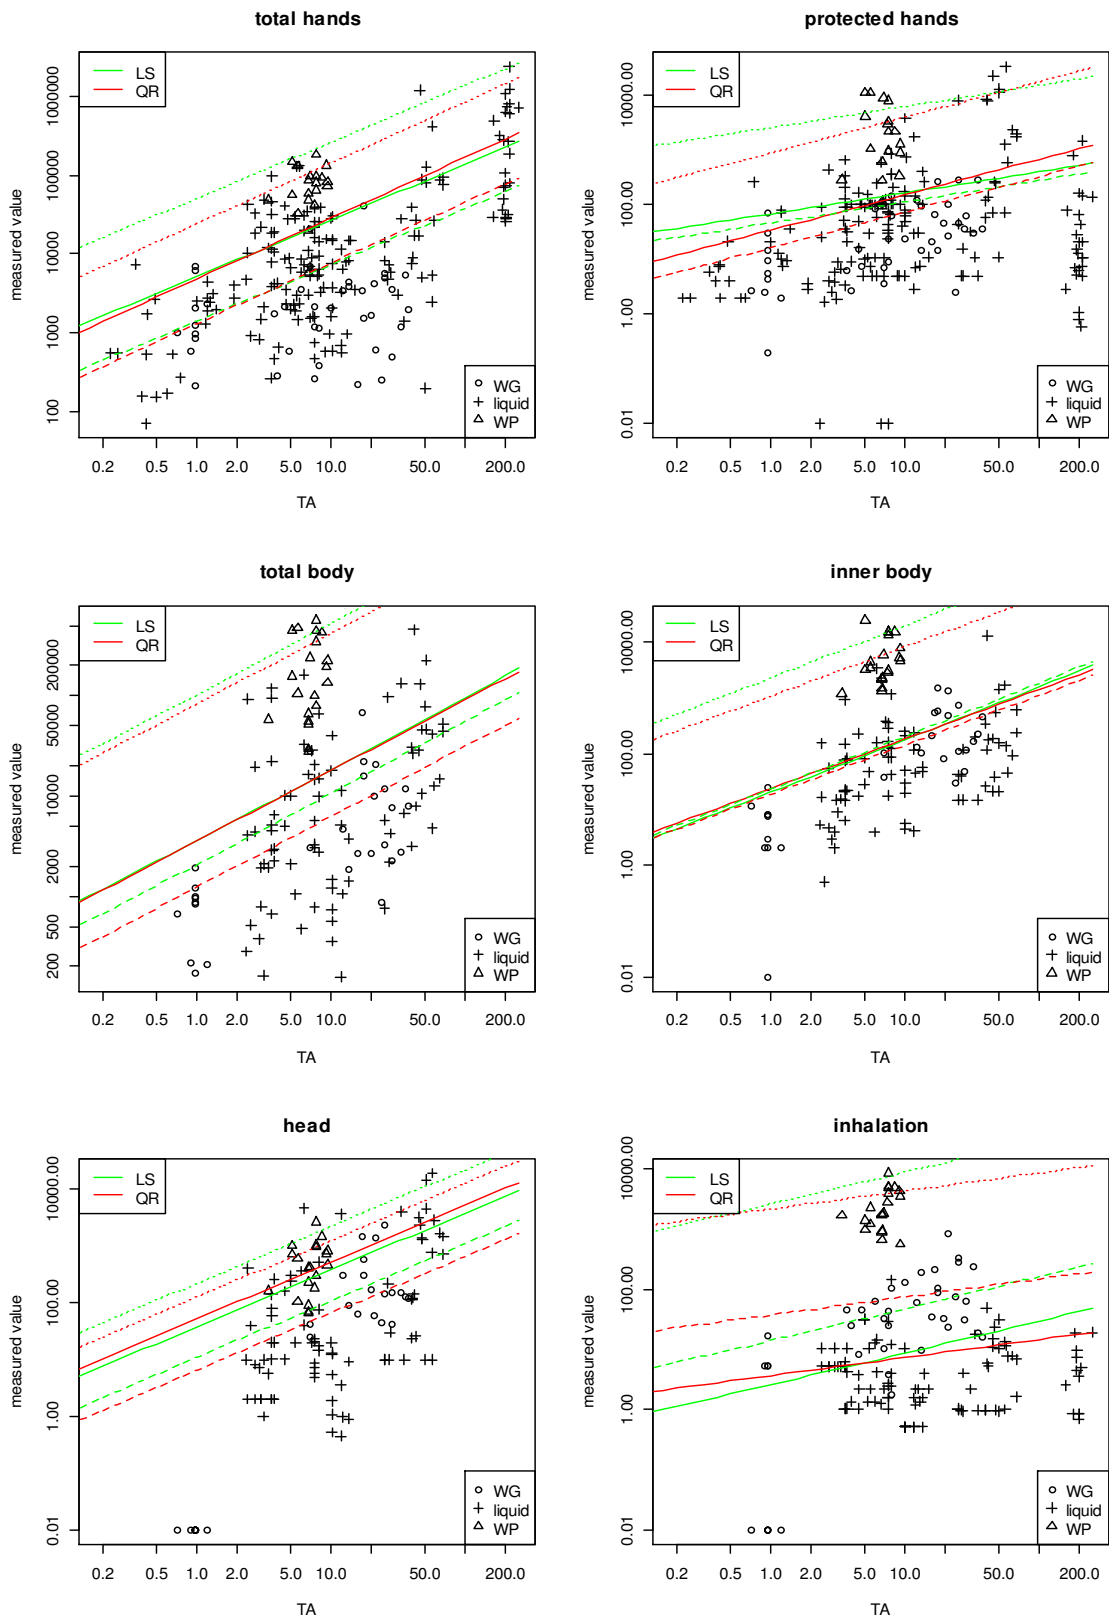 total hands
measured value
1000000
100000
10000
1000
100
LS
QR
WG
liquid
WP
0.2 0.5 1.0 2.0 5.0 10.0 50.0 200.0
TA
protected hands
measured value
10000.00
100.00
1.00
0.01
LS
QR
WG
liquid
WP
0.2 0.5 1.0 2.0 5.0 10.0 50.0 200.0
TA
total body
measured value
200000
50000
10000
2000
500
200
LS
QR
WG
liquid
WP
0.2 0.5 1.0 2.0 5.0 10.0 50.0 200.0
TA
inner body
measured value
10000.00
100.00
1.00
0.01
LS
QR
WG
liquid
WP
0.2 0.5 1.0 2.0 5.0 10.0 50.0 200.0
TA
head
measured value
10000.00
100.00
1.00
0.01
LS
QR
WG
liquid
WP
0.2 0.5 1.0 2.0 5.0 10.0 50.0 200.0
TA
inhalation
measured value
10000.00
100.00
1.00
0.01
LS
QR
WG
liquid
WP
0.2 0.5 1.0 2.0 5.0 10.0 50.0 200.0
TA